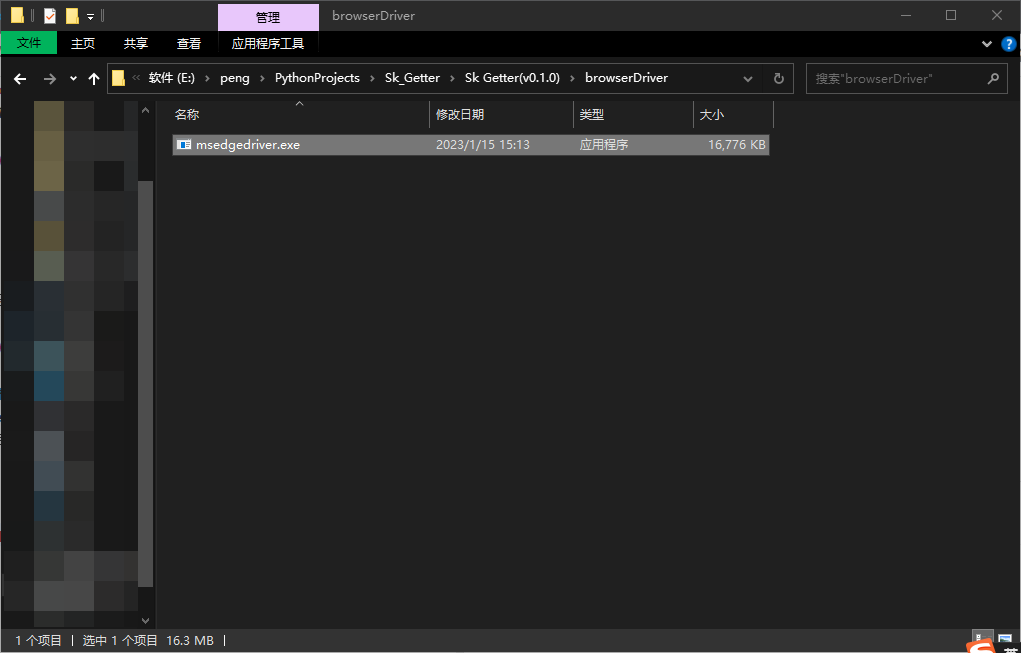 管理
browserDriver
文件 主页 共享 查看 应用程序工具
« 软件 (E:) › peng › PythonProjects › Sk_Getter › Sk Getter(v0.1.0) › browserDriver
搜索"browserDriver"
名称 修改日期 类型 大小
msedgedriver.exe 2023/1/15 15:13 应用程序 16,776 KB
1 个项目 | 选中 1 个项目 16.3 MB |